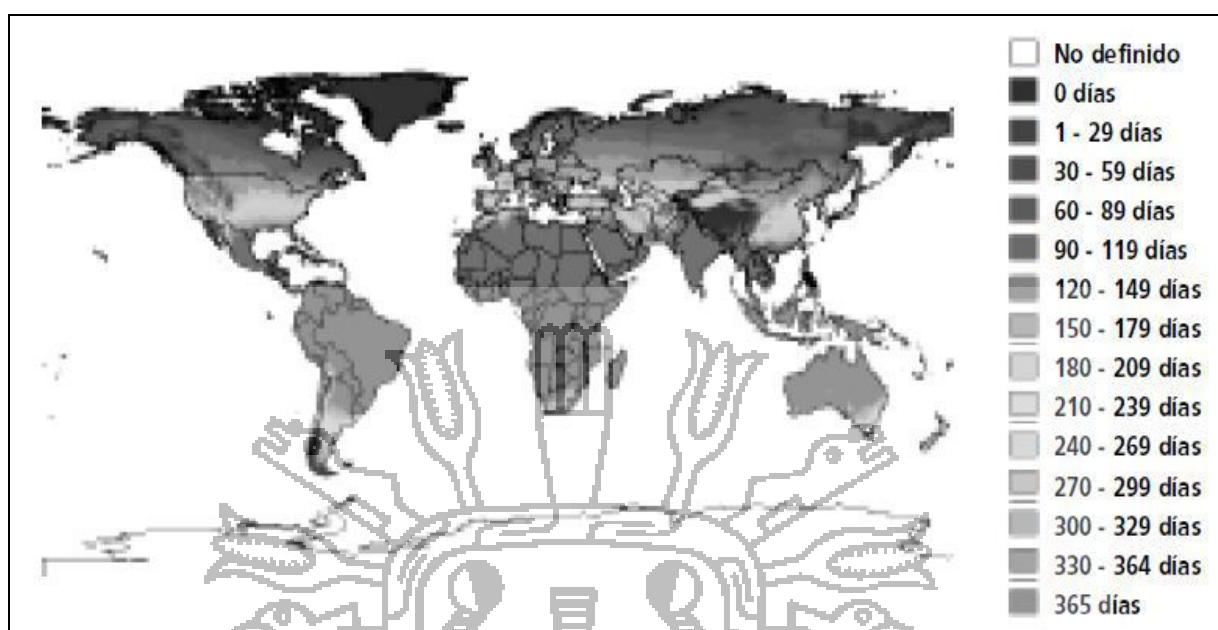 No definido
0 días
1 - 29 días
30 - 59 días
60 - 89 días
90 - 119 días
120 - 149 días
150 - 179 días
180 - 209 días
210 - 239 días
240 - 269 días
270 - 299 días
300 - 329 días
330 - 364 días
365 días